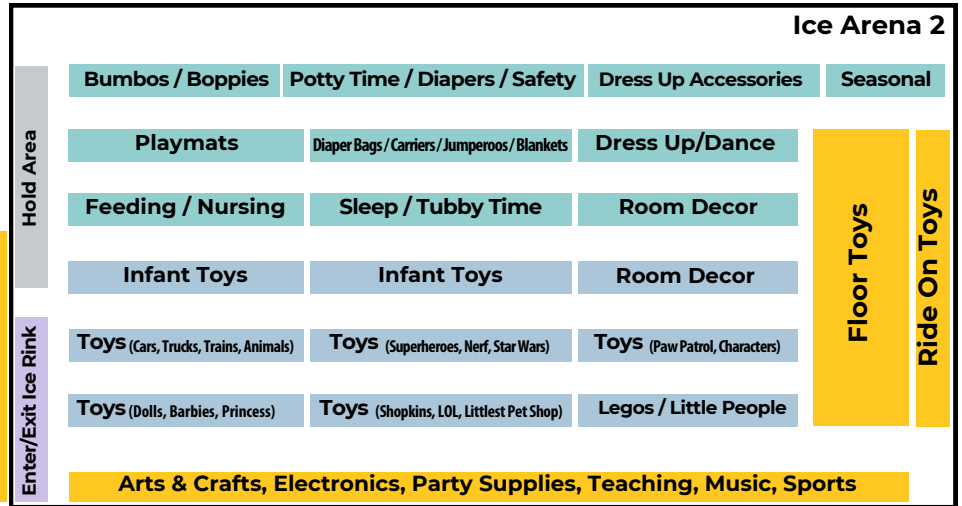 Ice Arena 2
Bumbos / Boppies
Potty Time / Diapers / Safety
Dress Up Accessories
Seasonal
Hold Area
Playmats
Diaper Bags / Carriers / Jumperoos / Blankets
Dress Up/Dance
Feeding / Nursing
Sleep / Tubby Time
Room Decor
Floor Toys
Ride On Toys
Infant Toys
Infant Toys
Room Decor
Enter/Exit Ice Rink
Toys (Cars, Trucks, Trains, Animals)
Toys (Superheroes, Nerf, Star Wars)
Toys (Paw Patrol, Characters)
Toys (Dolls, Barbies, Princess)
Toys (Shopkins, LOL, Littlest Pet Shop)
Legos / Little People
Arts & Crafts, Electronics, Party Supplies, Teaching, Music, Sports